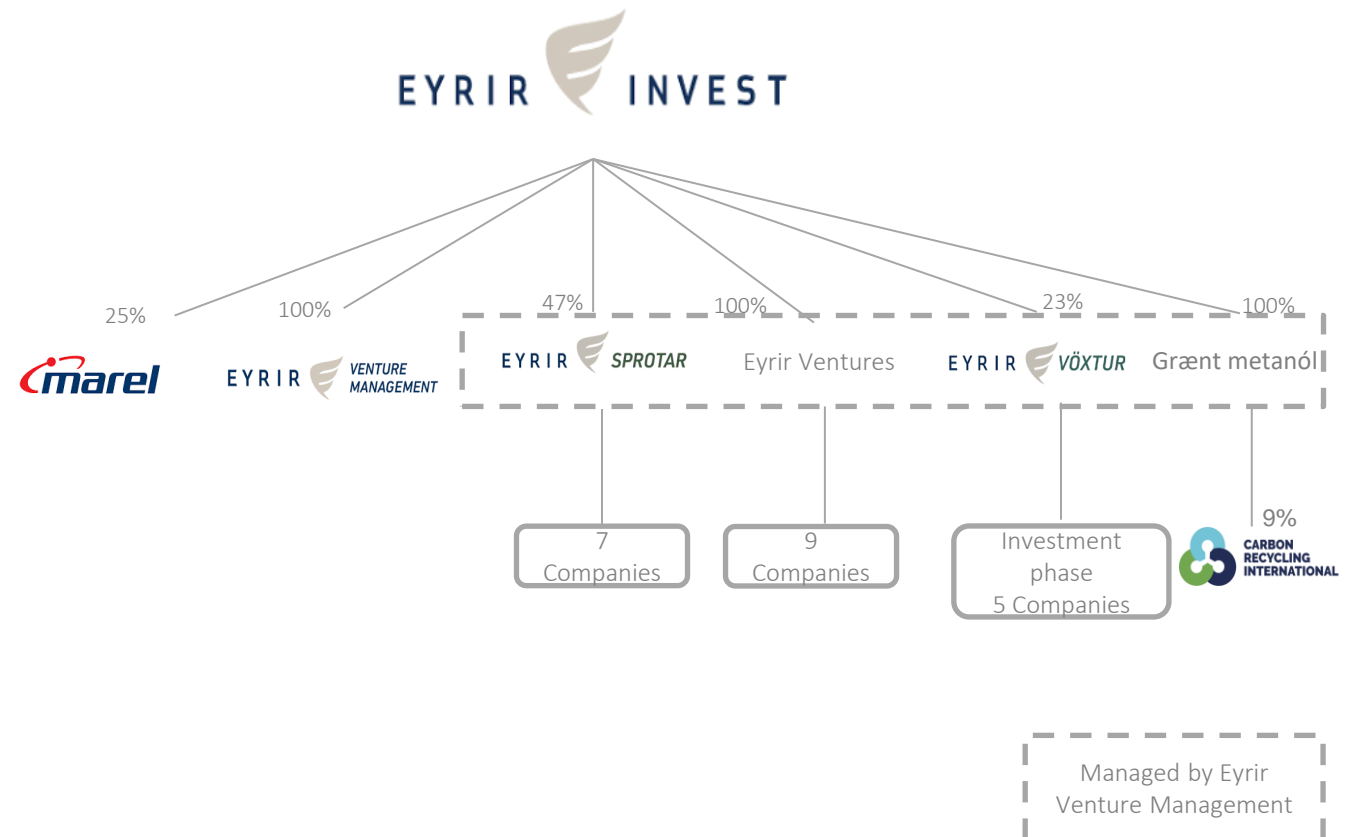 EYRIR INVEST
25%
100%
47%
100%
23%
100%
marel
EYRIR VENTURE
MANAGEMENT
EYRIR SPROTAR
Eyrir Ventures
EYRIR VÖXTUR
Grænt metanól
7
Companies
9
Companies
Investment
phase
5 Companies
9%
CARBON
RECYCLING
INTERNATIONAL
Managed by Eyrir
Venture Management